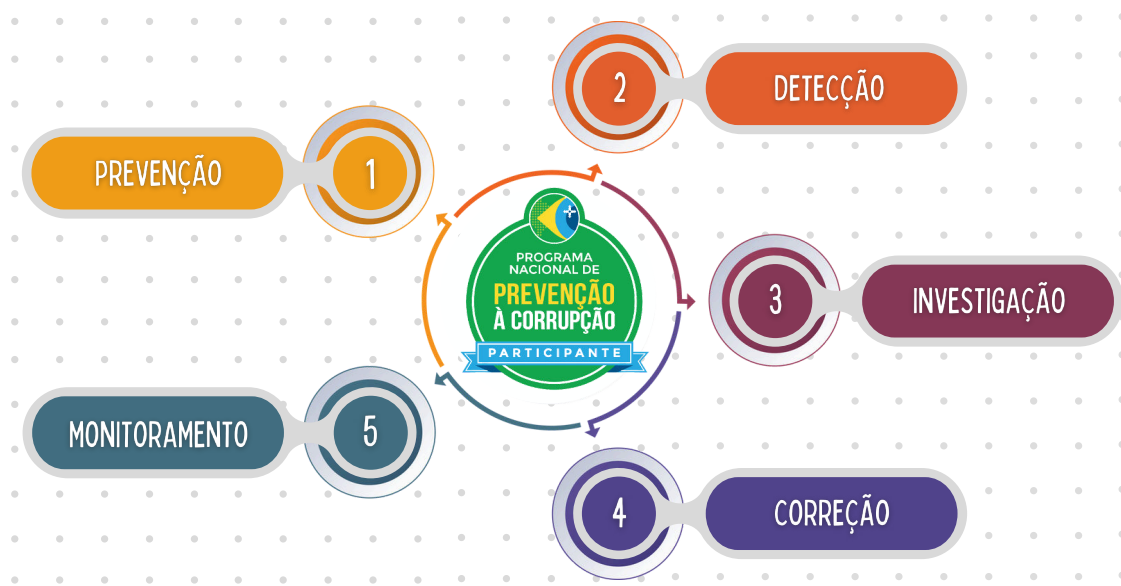 1
PREVENÇÃO
2
DETECÇÃO
3
INVESTIGAÇÃO
4
CORREÇÃO
5
MONITORAMENTO
PROGRAMA
NACIONAL DE
PREVENÇÃO
À CORRUPÇÃO
PARTICIPANTE